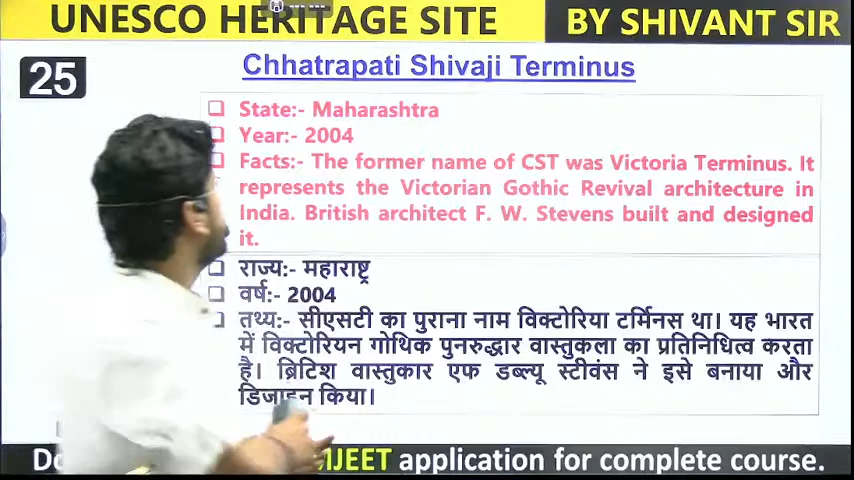 UNESCO HERITAGE SITE
BY SHIVANT SIR
25
Chhatrapati Shivaji Terminus
State:- Maharashtra
Year:- 2004
Facts:- The former name of CST was Victoria Terminus. It
represents the Victorian Gothic Revival architecture in
India. British architect F. W. Stevens built and designed
it.
राज्य:- महाराष्ट्र
वर्ष:- 2004
तथ्य:- सीएसटी का पुराना नाम विक्टोरिया टर्मिनस था। यह भारत
में विक्टोरियन गोथिक पुनरुद्धार वास्तुकला का प्रतिनिधित्व करता
है। ब्रिटिश वास्तुकार एफ डब्ल्यू स्टीवंस ने इसे बनाया और
डिजाइन किया।
application for complete course.